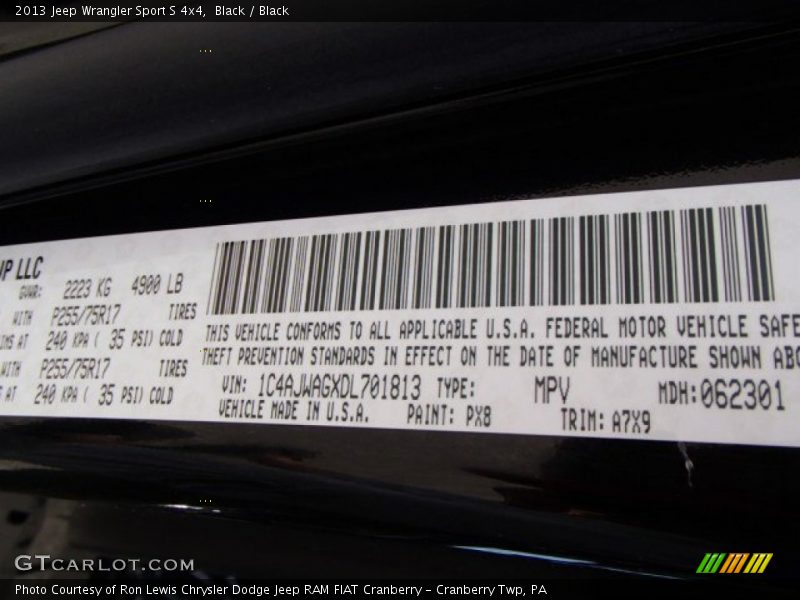 2013 Jeep Wrangler Sport S 4x4, Black / Black
LLC
GVWR: 2223 KG 4900 LB
WITH P255/75R17 TIRES
AT 240 KPA ( 35 PSI) COLD
WITH P255/75R17 TIRES
AT 240 KPA ( 35 PSI) COLD
THIS VEHICLE CONFORMS TO ALL APPLICABLE U.S.A. FEDERAL MOTOR VEHICLE SAFE
THEFT PREVENTION STANDARDS IN EFFECT ON THE DATE OF MANUFACTURE SHOWN ABO
VIN: 1C4AJWAGXDL701813 TYPE: MPV MDH:062301
VEHICLE MADE IN U.S.A. PAINT: PX8 TRIM: A7X9
GTCARLOT.COM
Photo Courtesy of Ron Lewis Chrysler Dodge Jeep RAM FIAT Cranberry – Cranberry Twp, PA